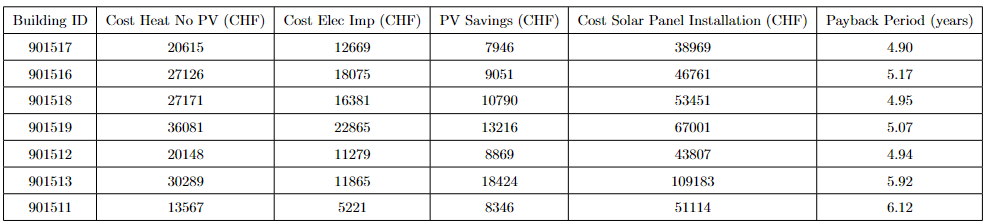 Building ID Cost Heat No PV (CHF) Cost Elec Imp (CHF) PV Savings (CHF) Cost Solar Panel Installation (CHF) Payback Period (years)
901517 20615 12669 7946 38969 4.90
901516 27126 18075 9051 46761 5.17
901518 27171 16381 10790 53451 4.95
901519 36081 22865 13216 67001 5.07
901512 20148 11279 8869 43807 4.94
901513 30289 11865 18424 109183 5.92
901511 13567 5221 8346 51114 6.12